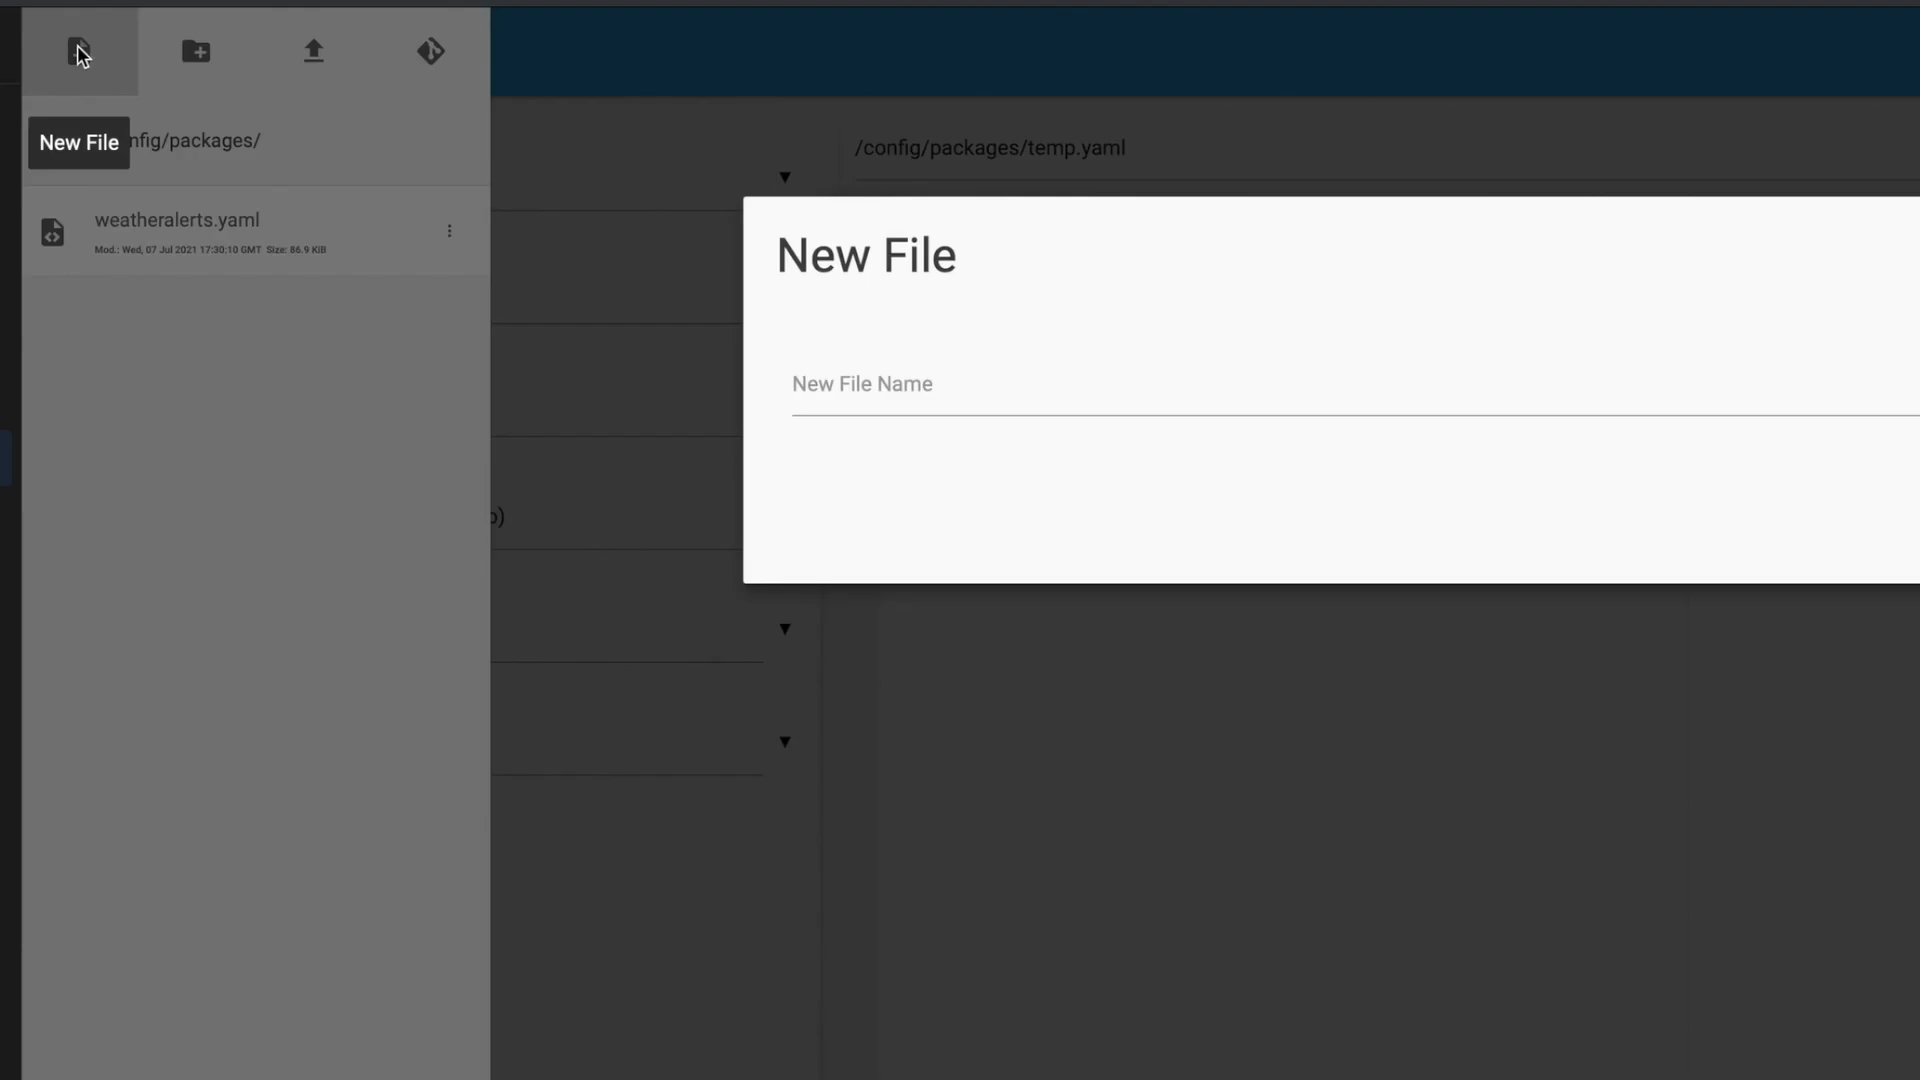 New File
nfig/packages/
weatheralerts.yaml
Mod.: Wed, 07 Jul 2021 17:30:10 GMT Size: 86.9 KiB
/config/packages/temp.yaml
New File
New File Name
)